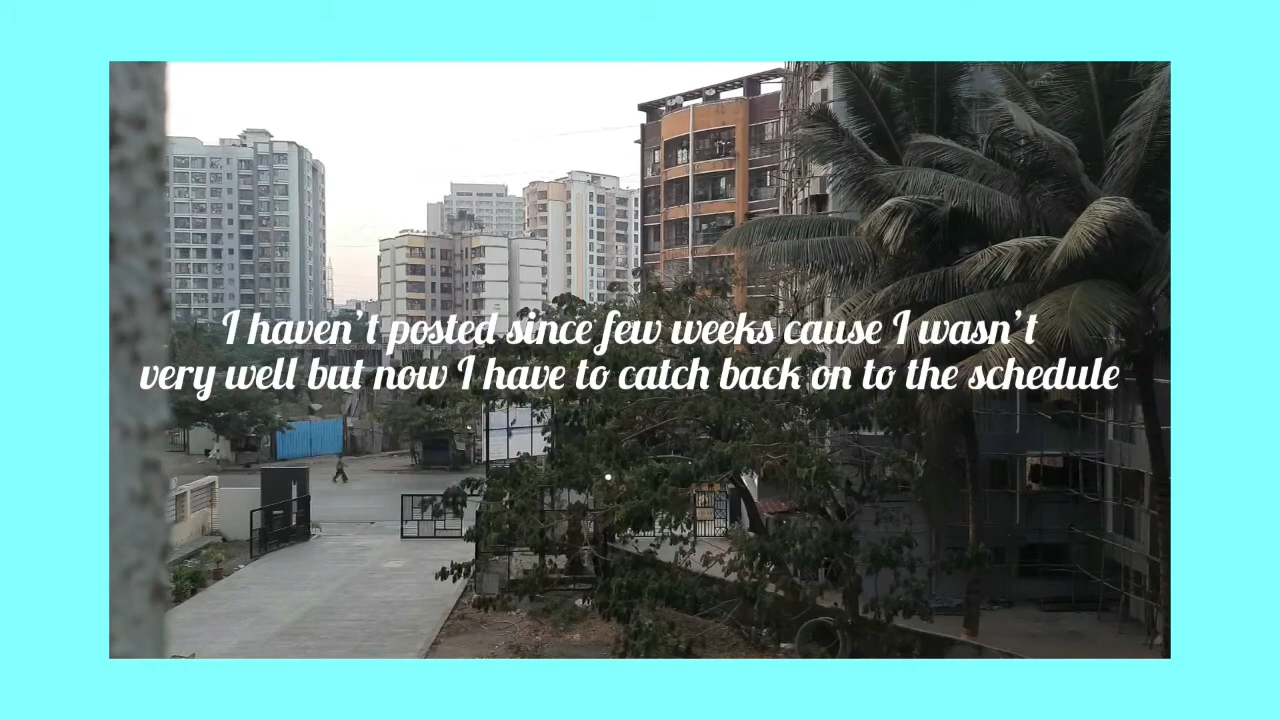 I haven't posted since few weeks cause I wasn't
very well but now I have to catch back on to the schedule